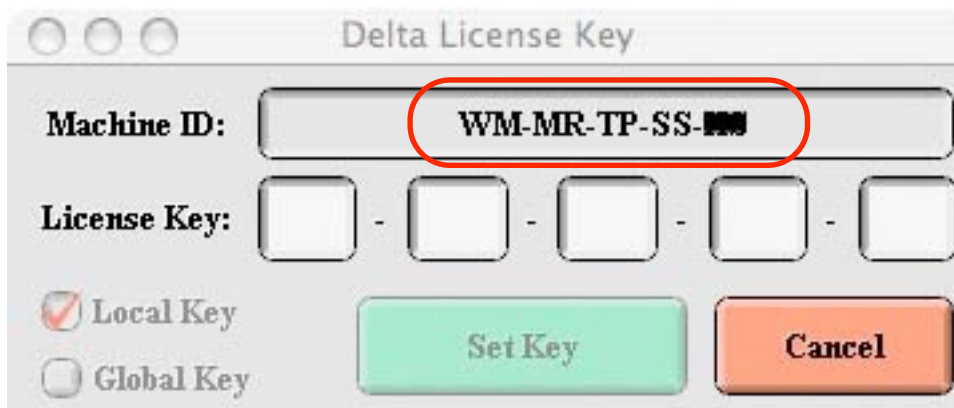 Delta License Key
Machine ID: WM-MR-TP-SS-
License Key: - - - -
Local Key
Set Key
Cancel
Global Key